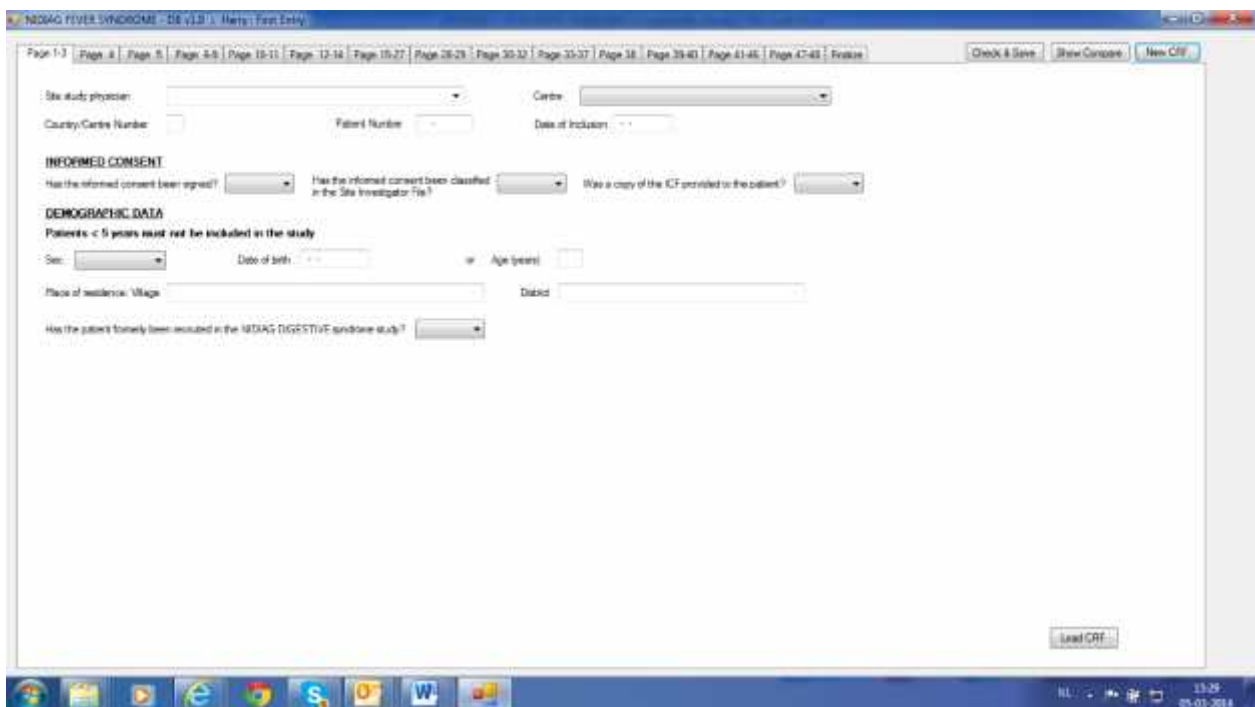 NIDIAG FEVER SYNDROME - DB v1.0 \ Harry : First Entry
Page 1-3 Page 4 Page 5 Page 6-9 Page 10-11 Page 12-14 Page 15-27 Page 28-29 Page 30-32 Page 33-37 Page 38 Page 39-40 Page 41-46 Page 47-48 Finalize Check & Save Show Compare New CRF
Site study physician Centre
Country/Centre Number Patient Number - Date of Inclusion - -
INFORMED CONSENT
Has the informed consent been signed? Has the informed consent been classified in the Site Investigator File? Was a copy of the ICF provided to the patient?
DEMOGRAPHIC DATA
Patients < 5 years must not be included in the study
Sex: Date of birth - - or Age (years)
Place of residence: Village District
Has the patient formely been recruited in the NIDIAG DIGESTIVE syndrome study?
Load CRF
NL 13:29
05-03-2014